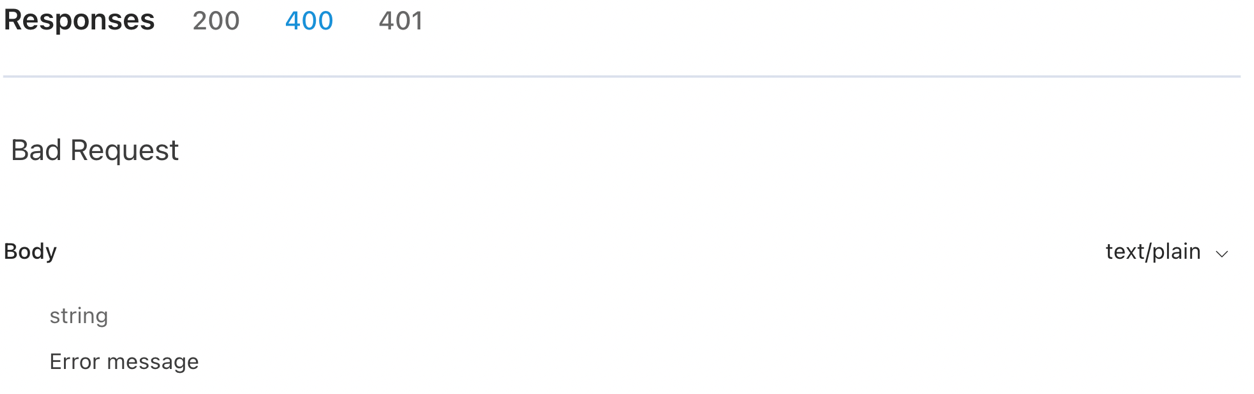 Responses 200 400 401
Bad Request
Body text/plain
string
Error message